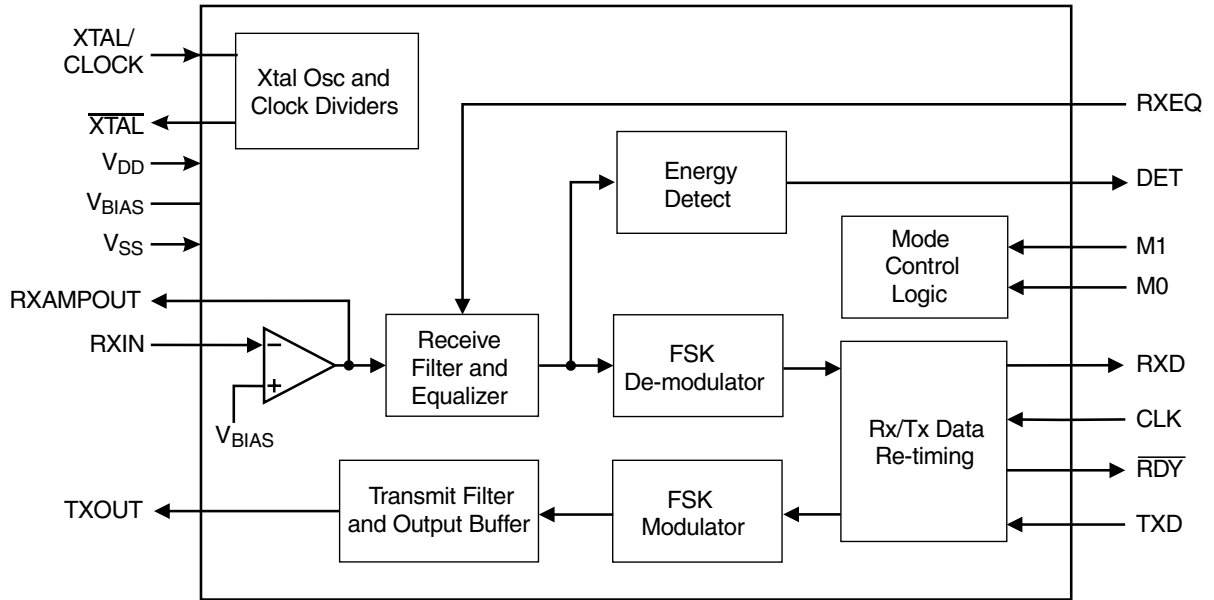 XTAL/
CLOCK
XTAL
VDD
VBIAS
VSS
RXAMPOUT
RXIN
VBIAS
TXOUT
Xtal Osc and
Clock Dividers
−
+
Receive
Filter and
Equalizer
Energy
Detect
Mode
Control
Logic
FSK
De-modulator
Rx/Tx Data
Re-timing
Transmit Filter
and Output Buffer
FSK
Modulator
RXEQ
DET
M1
M0
RXD
CLK
RDY
TXD